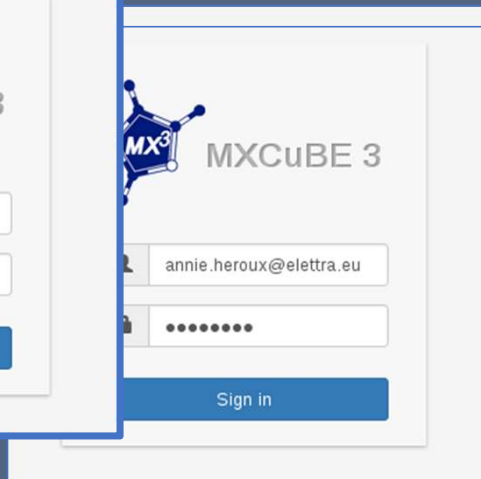 MX3
MXCuBE 3
annie.heroux@elettra.eu
••••••••
Sign in